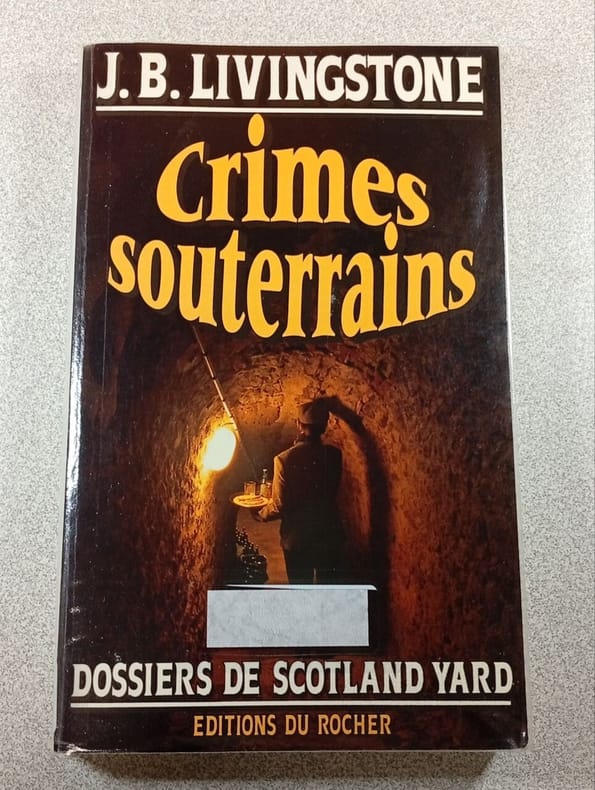 J. B. LIVINGSTONE
Crimes
souterrains
DOSSIERS DE SCOTLAND YARD
EDITIONS DU ROCHER